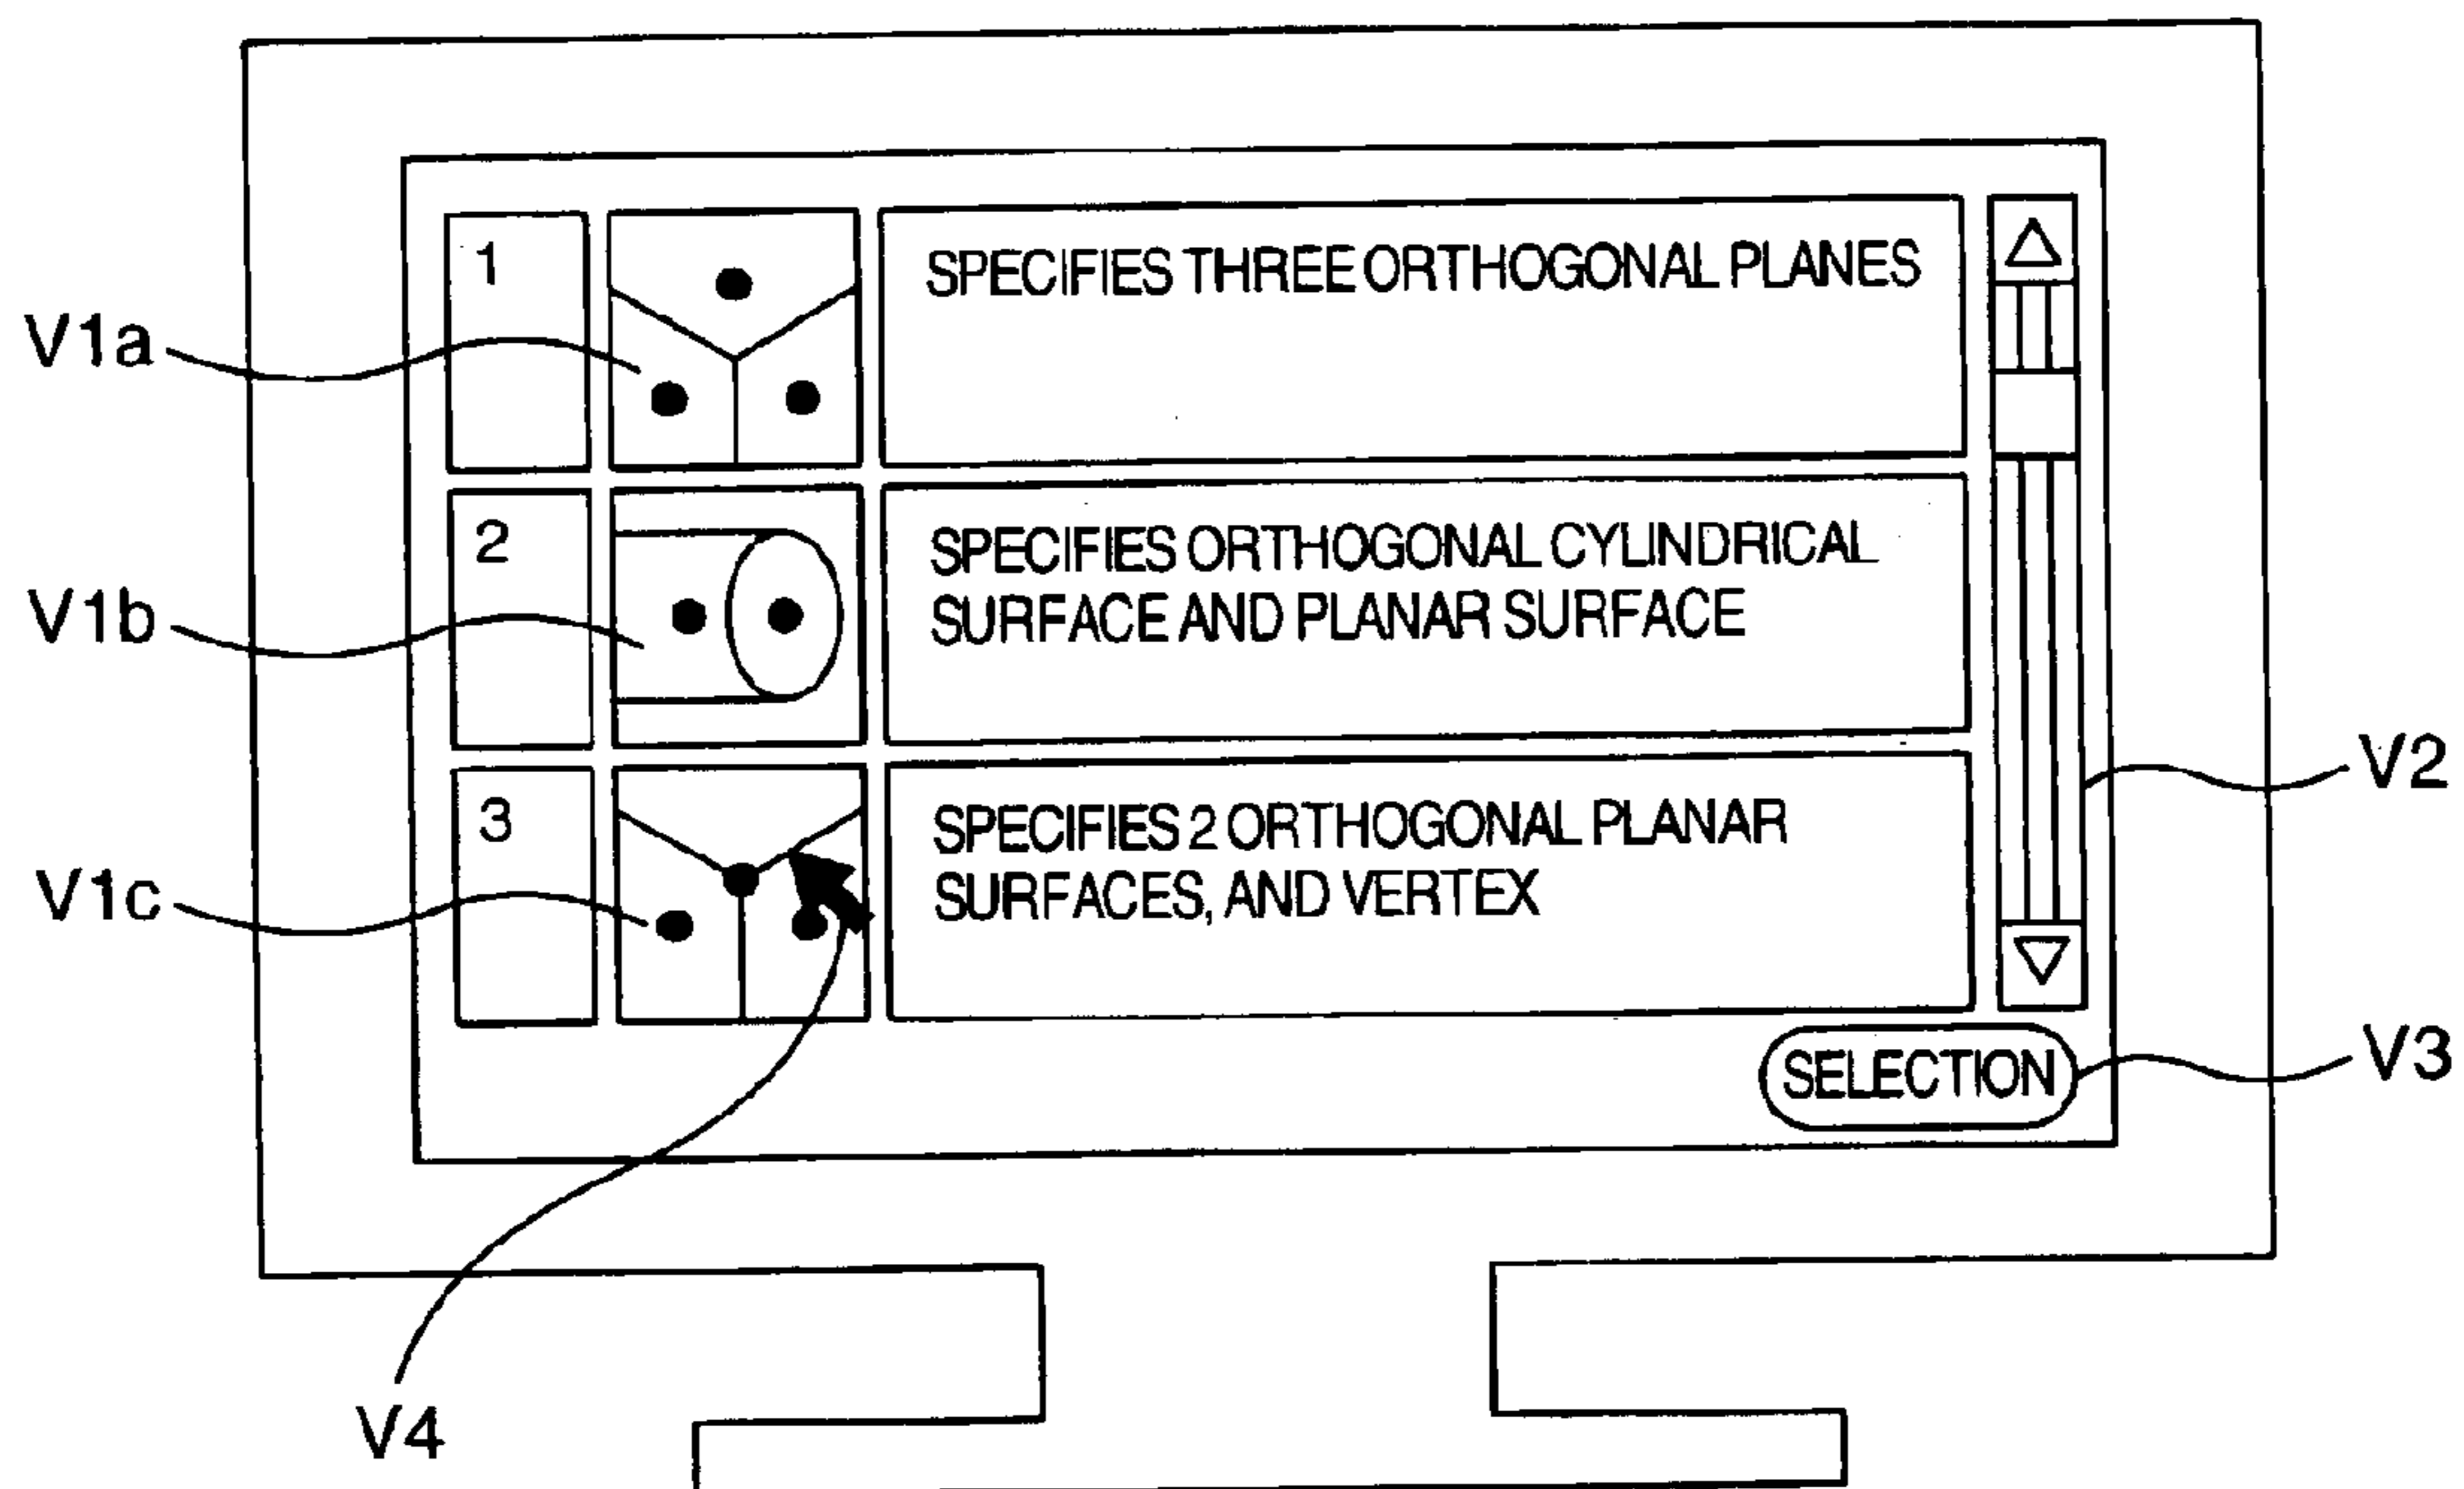 1
SPECIFIES THREE ORTHOGONAL PLANES
V1a
2
SPECIFIES ORTHOGONAL CYLINDRICAL
SURFACE AND PLANAR SURFACE
V1b
V2
3
SPECIFIES 2 ORTHOGONAL PLANAR
SURFACES, AND VERTEX
V1c
SELECTION
V3
V4